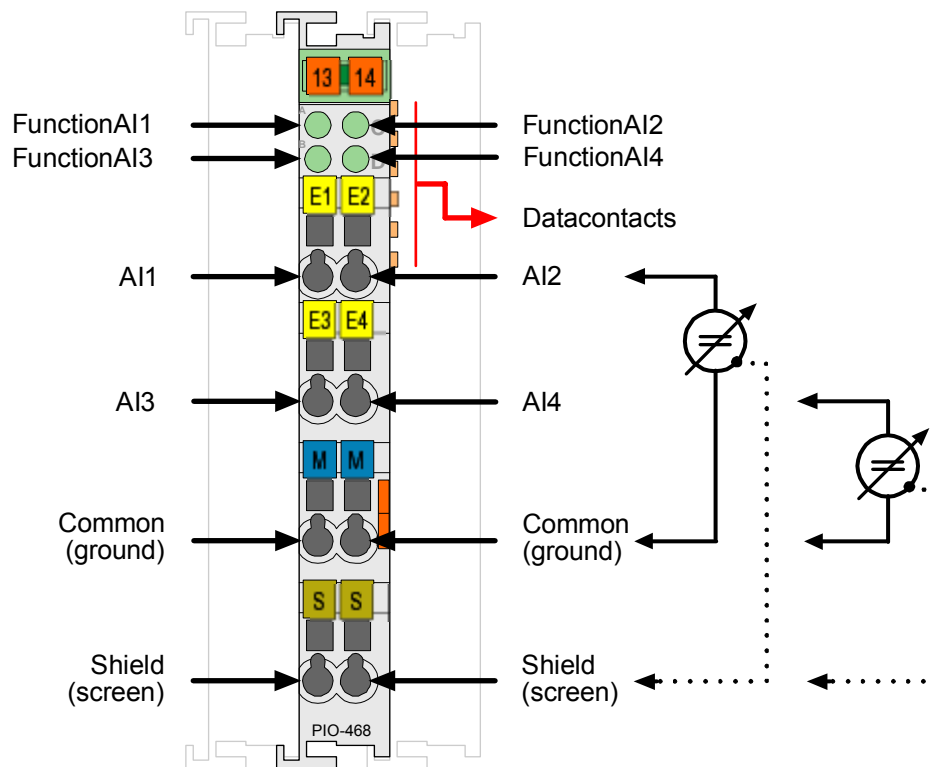 13 14
A
C
FunctionAI1
FunctionAI2
B
D
FunctionAI3
FunctionAI4
E1 E2
Datacontacts
AI1
AI2
E3 E4
AI3
AI4
M M
Common
(ground)
Common
(ground)
S S
Shield
(screen)
Shield
(screen)
PIO-468